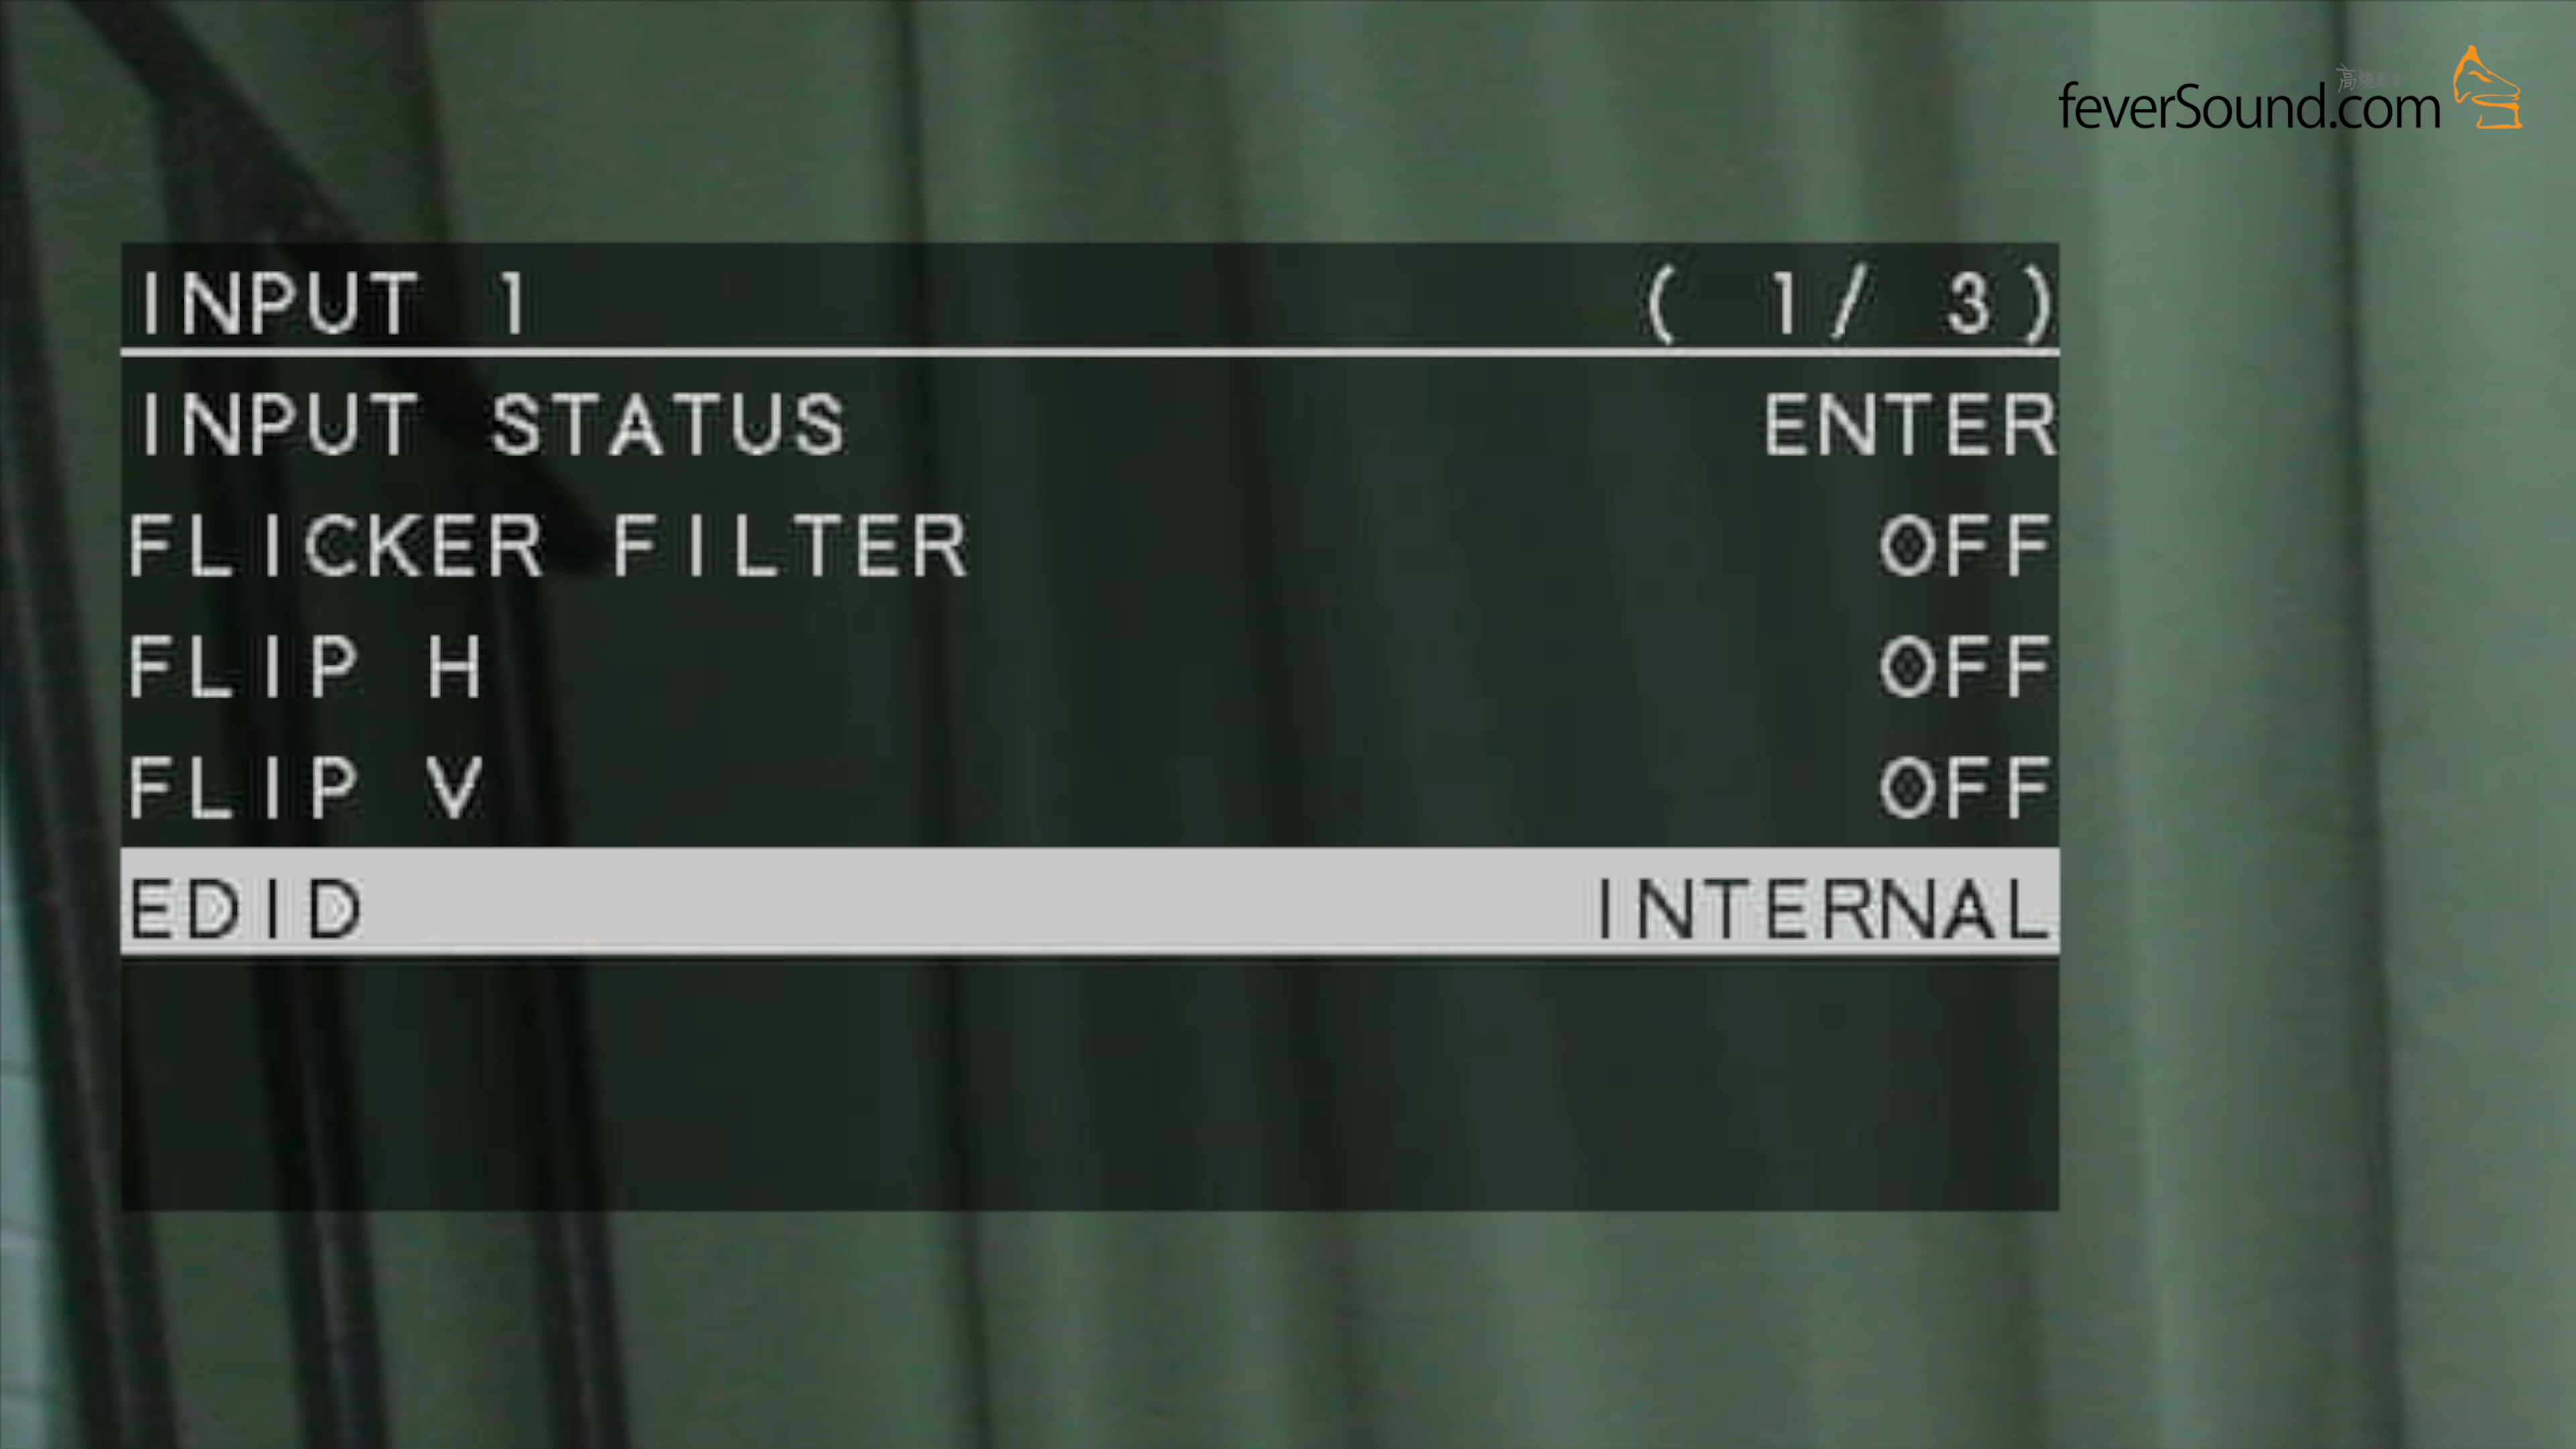 feverSound.com
INPUT 1 ( 1/ 3)
INPUT STATUS ENTER
FLICKER FILTER OFF
FLIP H OFF
FLIP V OFF
EDID INTERNAL